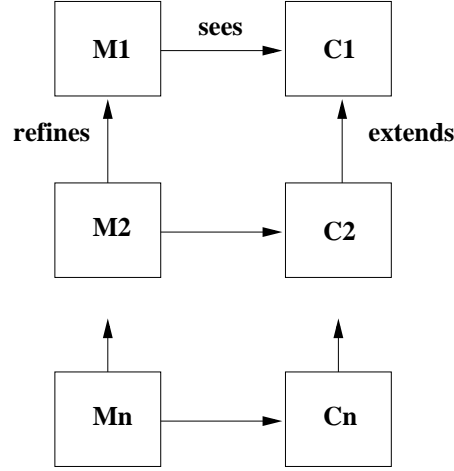 M1
sees
C1
refines
extends
M2
C2
Mn
Cn